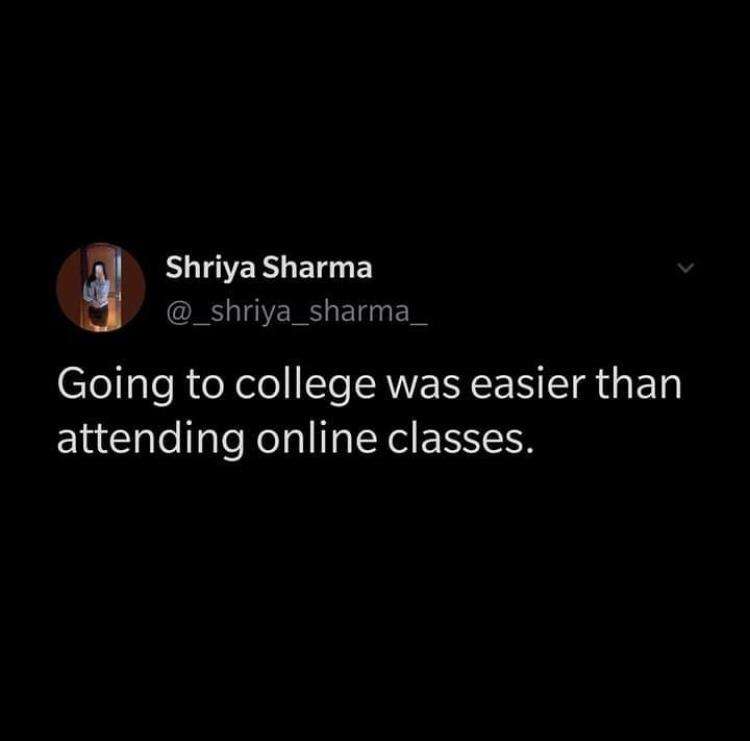 Shriya Sharma
@_shriya_sharma_
Going to college was easier than
attending online classes.